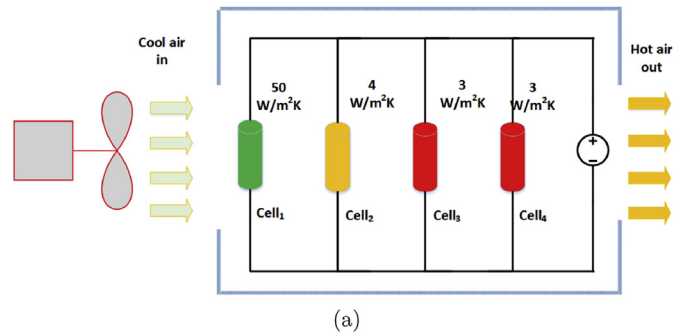 Cool air
in
Hot air
out
50
W/m²K
4
W/m²K
3
W/m²K
3
W/m²K
+
−
Cell₁
Cell₂
Cell₃
Cell₄
(a)